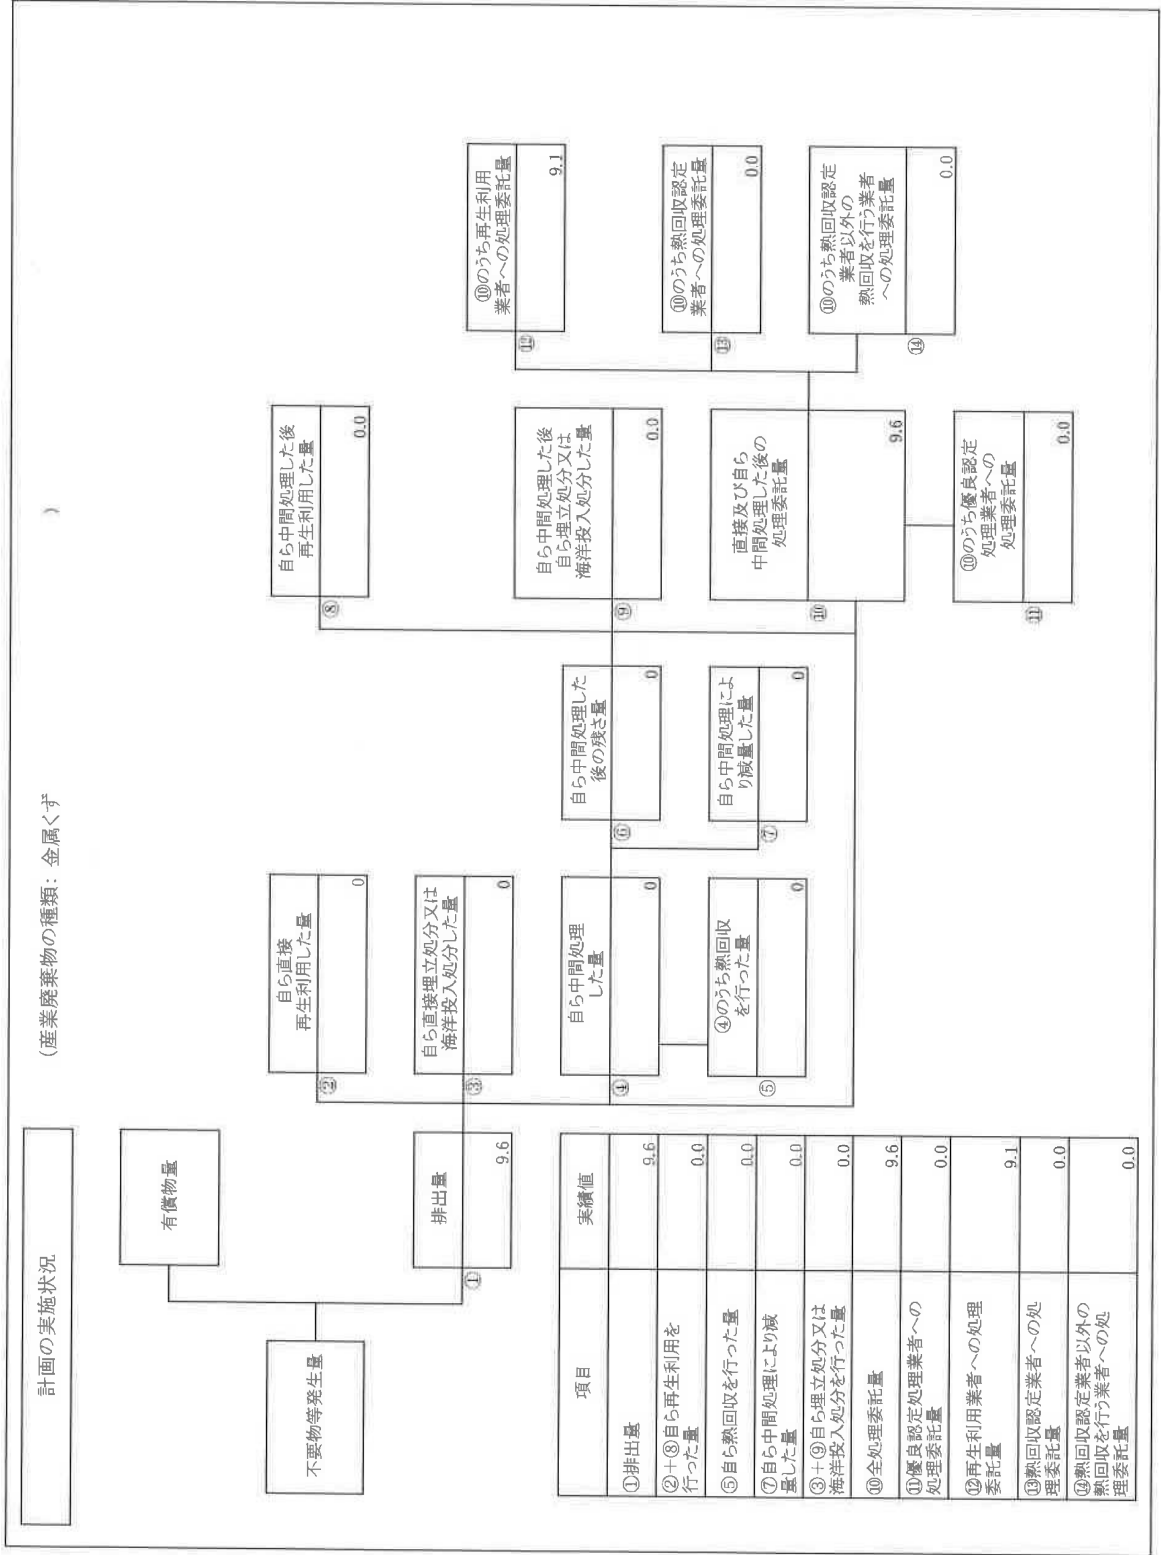 計画の実施状況
(産業廃棄物の種類：金属くず　　　)
不要物等発生量
有償物量
①
排出量
9.6
②
自ら直接
再生利用した量
0
③
自ら直接埋立処分又は
海洋投入処分した量
0
④
自ら中間処理
した量
0
⑤
④のうち熱回収
を行った量
0
⑥
自ら中間処理した
後の残さ量
0
⑦
自ら中間処理によ
り減量した量
0
⑧
自ら中間処理した後
再生利用した量
0.0
⑨
自ら中間処理した後
自ら埋立処分又は
海洋投入処分した量
0.0
⑩
直接及び自ら
中間処理した後の
処理委託量
9.6
⑪
⑩のうち優良認定
処理業者への
処理委託量
0.0
⑫
⑩のうち再生利用
業者への処理委託量
9.1
⑬
⑩のうち熱回収認定
業者への処理委託量
0.0
⑭
⑩のうち熱回収認定
業者以外の
熱回収を行う業者
への処理委託量
0.0
項目 実績値
①排出量 9.6
②＋⑧自ら再生利用を
行った量 0.0
⑤自ら熱回収を行った量 0.0
⑦自ら中間処理により減
量した量 0.0
③＋⑨自ら埋立処分又は
海洋投入処分を行った量 0.0
⑩全処理委託量 9.6
⑪優良認定処理業者への
処理委託量 0.0
⑫再生利用業者への処理
委託量 9.1
⑬熱回収認定業者への処
理委託量 0.0
⑭熱回収認定業者以外の
熱回収を行う業者への処
理委託量 0.0